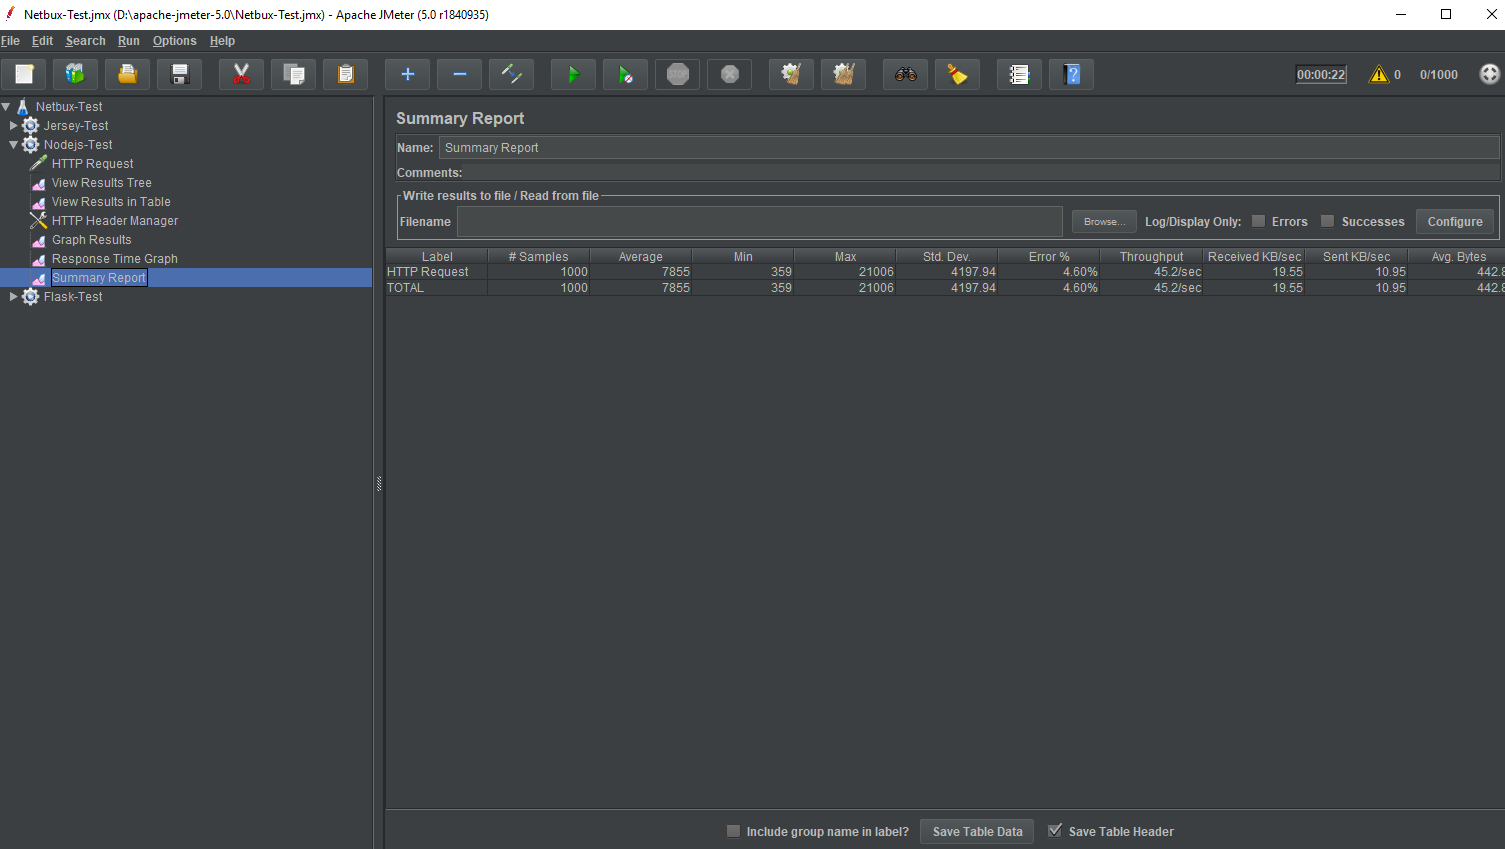 Netbux-Test.jmx (D:\apache-jmeter-5.0\Netbux-Test.jmx) - Apache JMeter (5.0 r1840935)
File Edit Search Run Options Help
STOP
00:00:22 0 0/1000
Netbux-Test
Jersey-Test
Nodejs-Test
HTTP Request
View Results Tree
View Results in Table
HTTP Header Manager
Graph Results
Response Time Graph
Summary Report
Flask-Test
Summary Report
Name: Summary Report
Comments:
Write results to file / Read from file
Filename Browse... Log/Display Only: Errors Successes Configure
Label # Samples Average Min Max Std. Dev. Error % Throughput Received KB/sec Sent KB/sec Avg. Bytes
HTTP Request 1000 7855 359 21006 4197.94 4.60% 45.2/sec 19.55 10.95 442.8
TOTAL 1000 7855 359 21006 4197.94 4.60% 45.2/sec 19.55 10.95 442.8
Include group name in label? Save Table Data Save Table Header